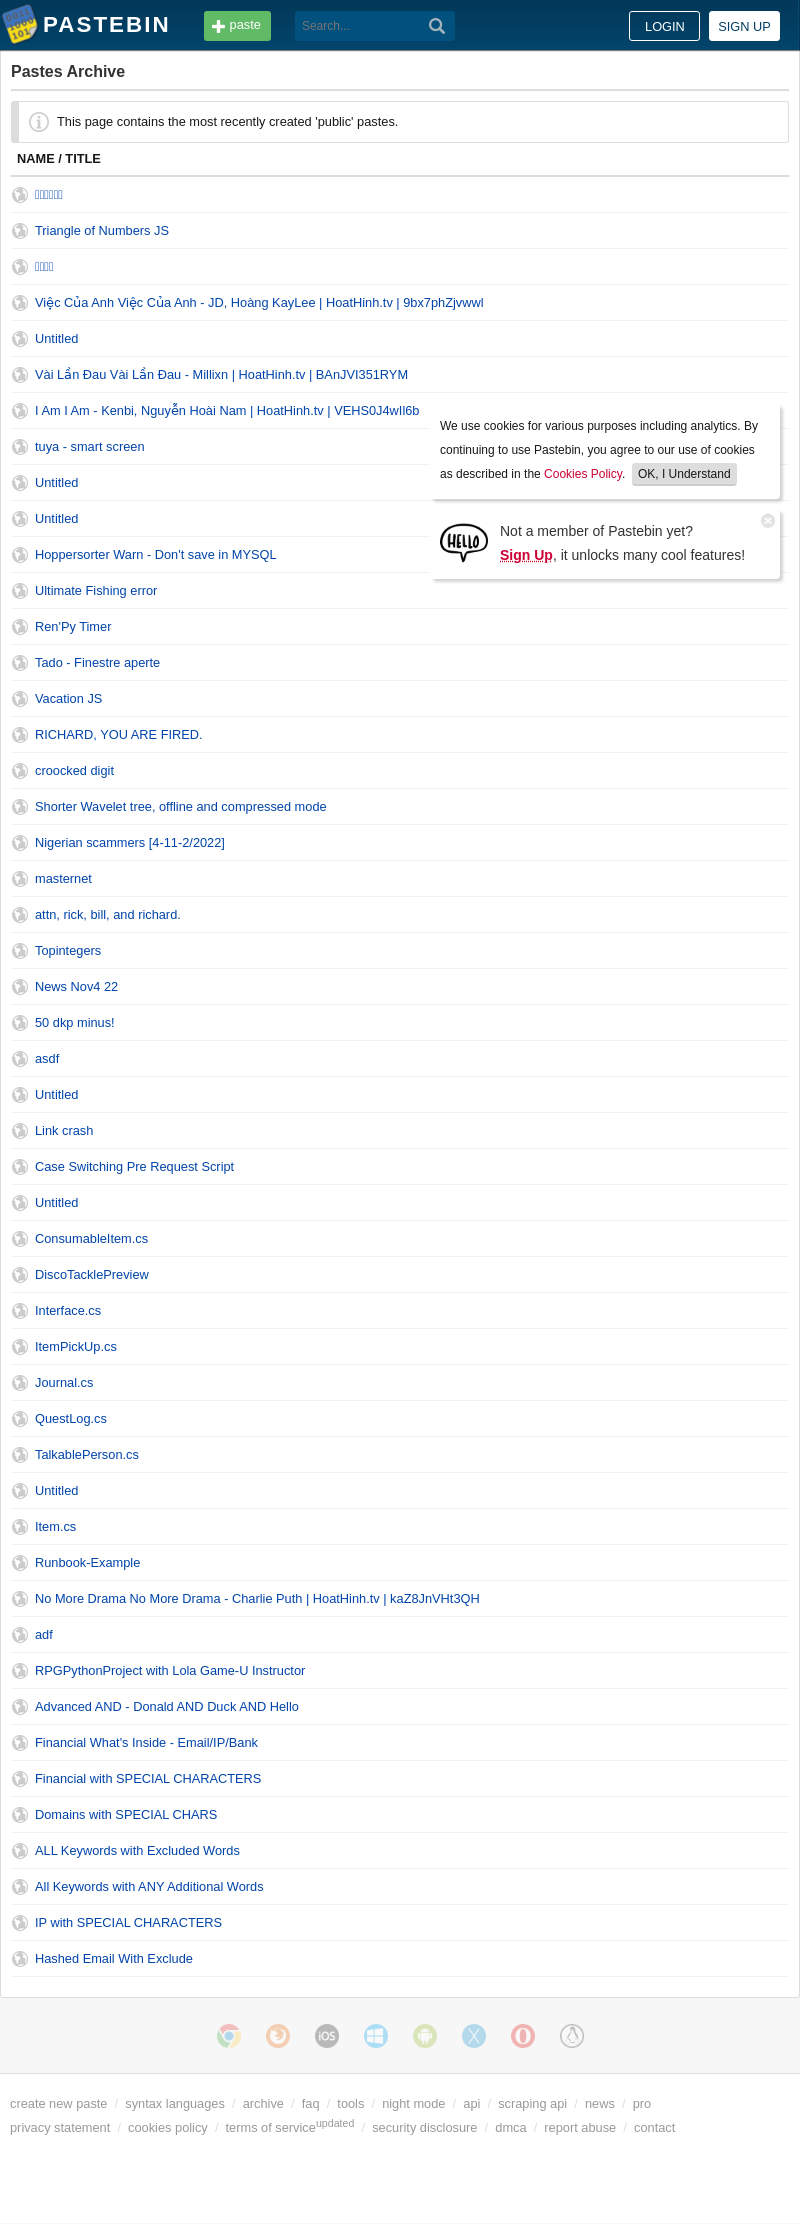 PASTEBIN
paste
Search...
LOGIN
SIGN UP
Pastes Archive
This page contains the most recently created 'public' pastes.
NAME / TITLE
Triangle of Numbers JS
Việc Của Anh Việc Của Anh - JD, Hoàng KayLee | HoatHinh.tv | 9bx7phZjvwwl
Untitled
Vài Lần Đau Vài Lần Đau - Millixn | HoatHinh.tv | BAnJVI351RYM
I Am I Am - Kenbi, Nguyễn Hoài Nam | HoatHinh.tv | VEHS0J4wIl6b
tuya - smart screen
Untitled
Untitled
Hoppersorter Warn - Don't save in MYSQL
We use cookies for various purposes including analytics. By
continuing to use Pastebin, you agree to our use of cookies
as described in the Cookies Policy. OK, I Understand
HELLO
Not a member of Pastebin yet?
Sign Up, it unlocks many cool features!
Ultimate Fishing error
Ren'Py Timer
Tado - Finestre aperte
Vacation JS
RICHARD, YOU ARE FIRED.
croocked digit
Shorter Wavelet tree, offline and compressed mode
Nigerian scammers [4-11-2/2022]
masternet
attn, rick, bill, and richard.
Topintegers
News Nov4 22
50 dkp minus!
asdf
Untitled
Link crash
Case Switching Pre Request Script
Untitled
ConsumableItem.cs
DiscoTacklePreview
Interface.cs
ItemPickUp.cs
Journal.cs
QuestLog.cs
TalkablePerson.cs
Untitled
Item.cs
Runbook-Example
No More Drama No More Drama - Charlie Puth | HoatHinh.tv | kaZ8JnVHt3QH
adf
RPGPythonProject with Lola Game-U Instructor
Advanced AND - Donald AND Duck AND Hello
Financial What's Inside - Email/IP/Bank
Financial with SPECIAL CHARACTERS
Domains with SPECIAL CHARS
ALL Keywords with Excluded Words
All Keywords with ANY Additional Words
IP with SPECIAL CHARACTERS
Hashed Email With Exclude
iOS
create new paste / syntax languages / archive / faq / tools / night mode / api / scraping api / news / pro
privacy statement / cookies policy / terms of service updated / security disclosure / dmca / report abuse / contact